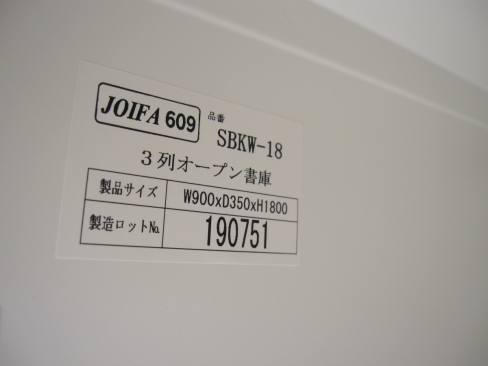 JOIFA 609
品番 SBKW-18
3列オープン書庫
製品サイズ W900xD350xH1800
製造ロット№ 190751